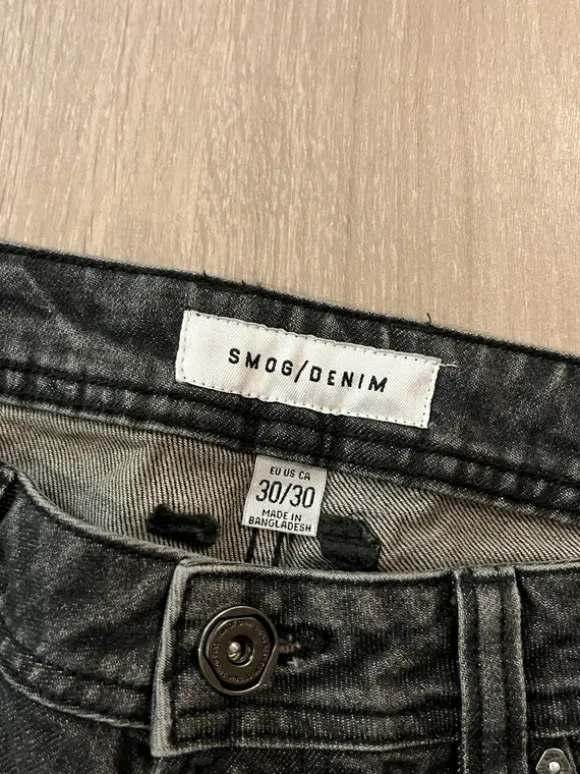 SMOG/DENIM
EU US CA
30/30
MADE IN
BANGLADESH